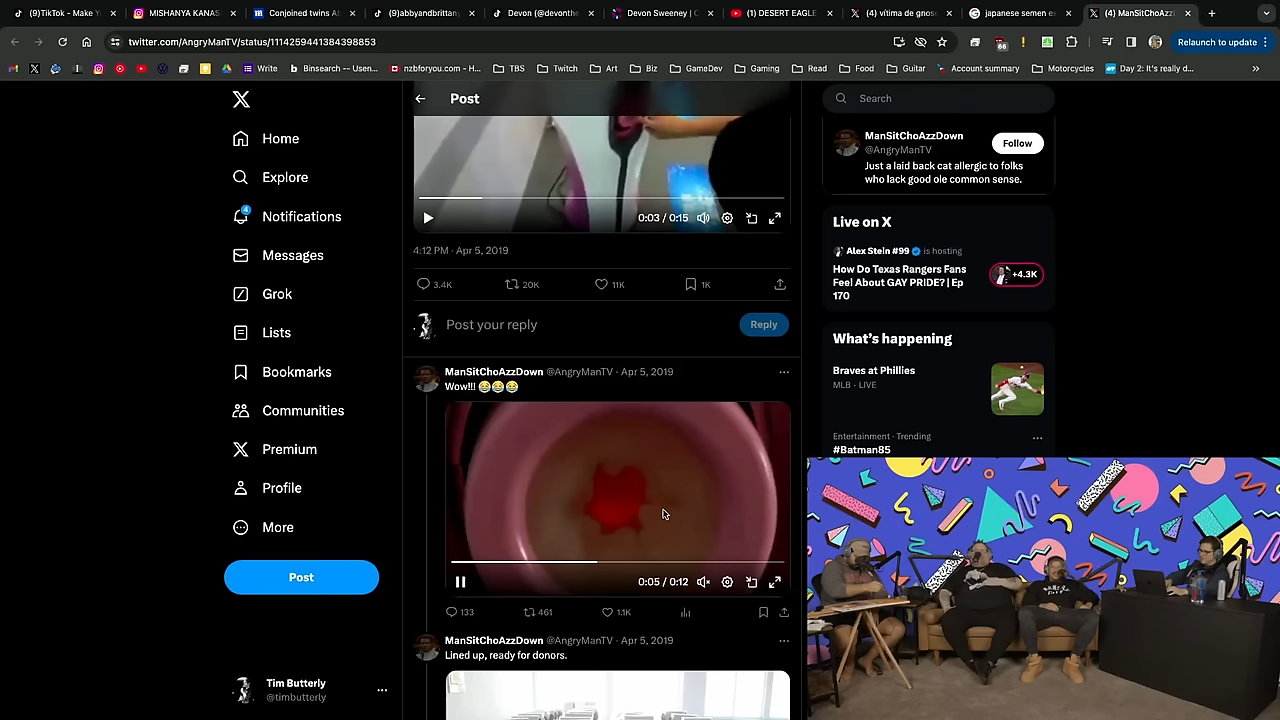 (9)TikTok - Make Y
MISHANYA KANAS
Conjoined twins Al
(9)abbyandbrittan
Devon (@devonthe
Devon Sweeney | C
(1) DESERT EAGLE
(4) vítima de gnose
japanese semen ex
(4) ManSitChoAzzD
twitter.com/AngryManTV/status/1114259441384398853
66
Relaunch to update
Write
Binsearch -- Usen...
nzbforyou.com - H...
TBS
Twitch
Art
Biz
GameDev
Gaming
Read
Food
Guitar
Account summary
Motorcycles
Day 2: It's really d...
Home
Explore
4
Notifications
Messages
Grok
Lists
Bookmarks
Communities
Premium
Profile
More
Post
Tim Butterly
@timbutterly
Post
0:03 / 0:15
4:12 PM · Apr 5, 2019
3.4K
20K
11K
1K
Post your reply
Reply
ManSitChoAzzDown @AngryManTV · Apr 5, 2019
Wow!!! 😂😂😂
0:05 / 0:12
133
461
1.1K
ManSitChoAzzDown @AngryManTV · Apr 5, 2019
Lined up, ready for donors.
Search
ManSitChoAzzDown
@AngryManTV
Follow
Just a laid back cat allergic to folks
who lack good ole common sense.
Live on X
Alex Stein #99 is hosting
How Do Texas Rangers Fans
Feel About GAY PRIDE? | Ep
170
+4.3K
What's happening
Braves at Phillies
MLB · LIVE
Entertainment · Trending
#Batman85